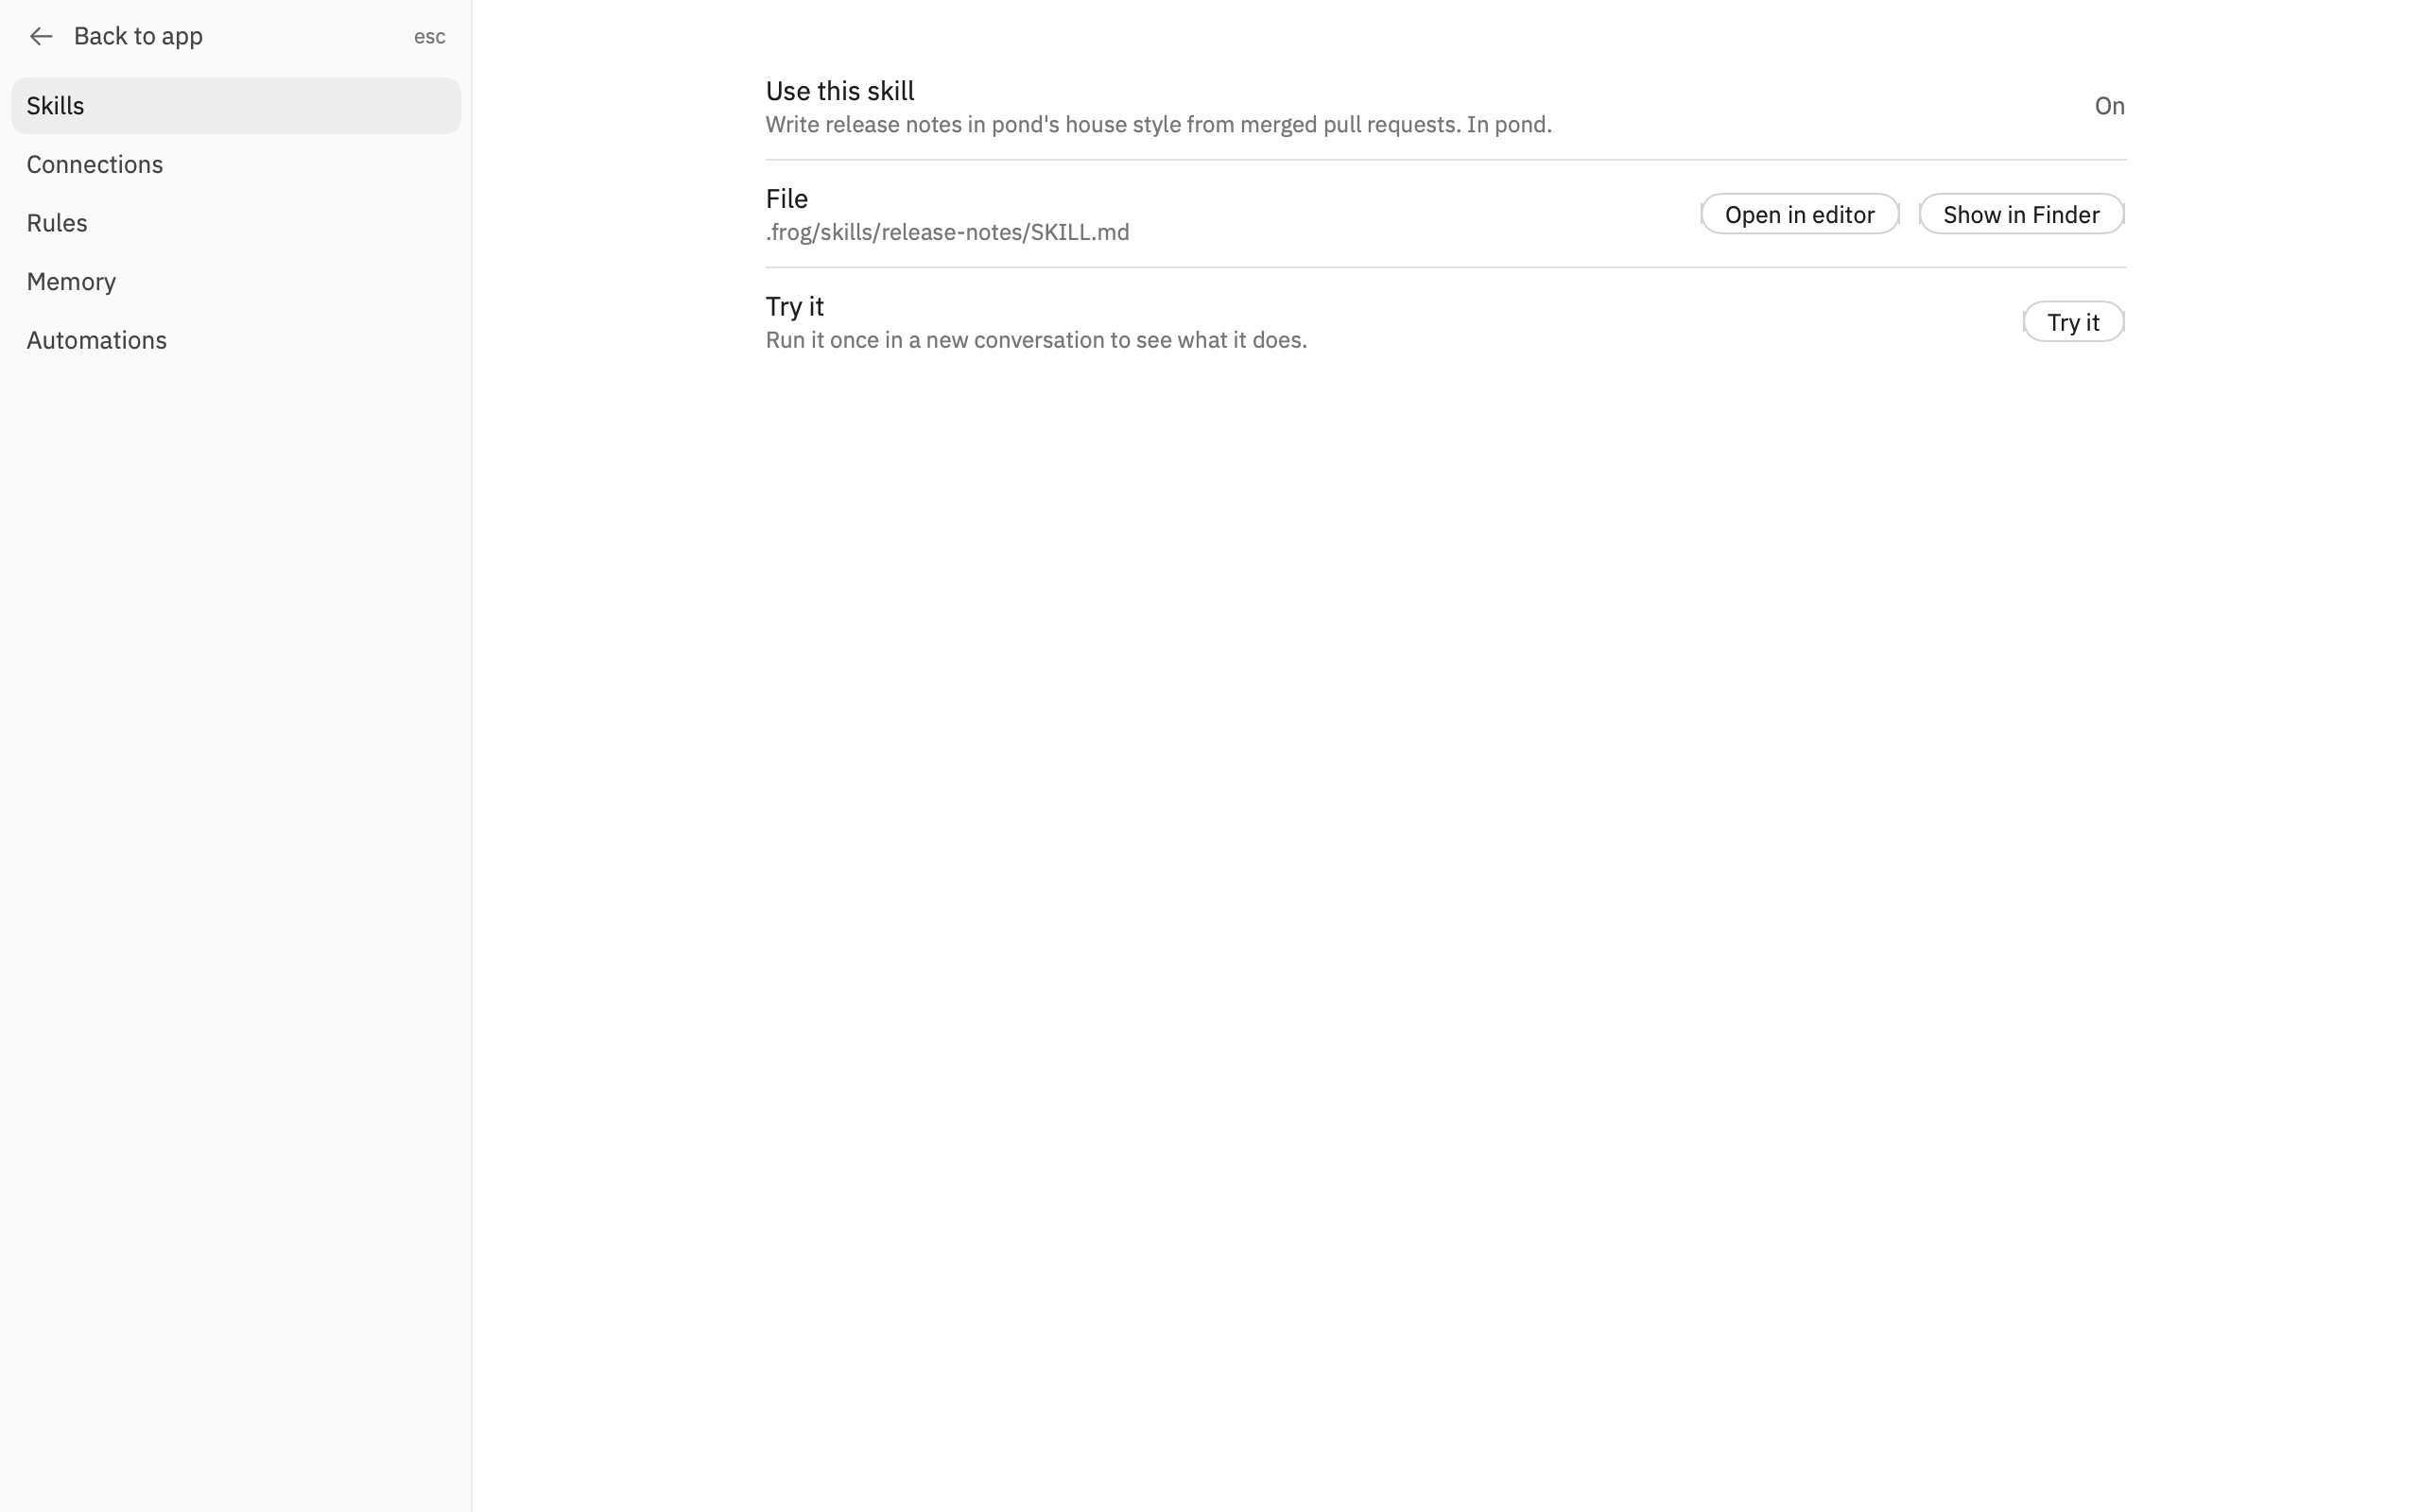 Back to app esc
Skills
Connections
Rules
Memory
Automations
Use this skill
Write release notes in pond's house style from merged pull requests. In pond.
On
File
.frog/skills/release-notes/SKILL.md
Open in editor
Show in Finder
Try it
Run it once in a new conversation to see what it does.
Try it